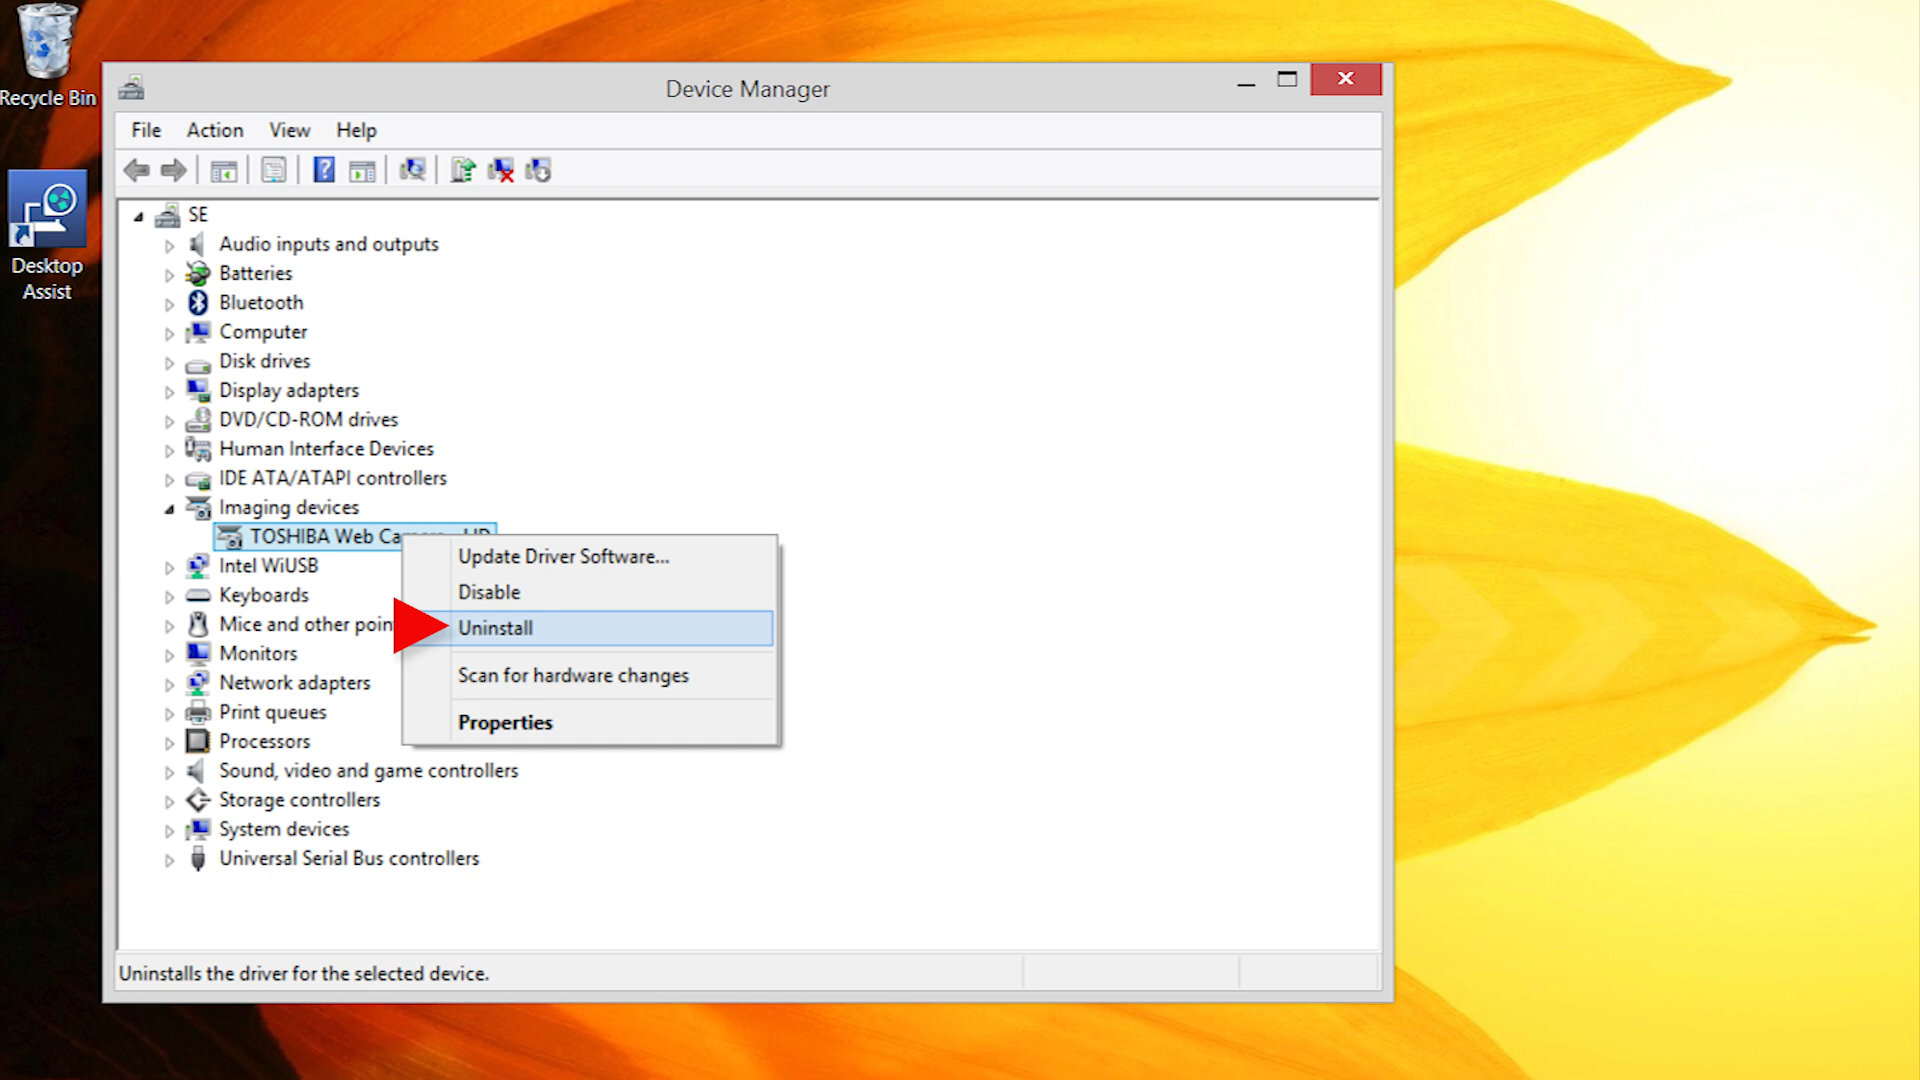 Recycle Bin
Desktop
Assist
Device Manager
File Action View Help
SE
Audio inputs and outputs
Batteries
Bluetooth
Computer
Disk drives
Display adapters
DVD/CD-ROM drives
Human Interface Devices
IDE ATA/ATAPI controllers
Imaging devices
TOSHIBA Web
Intel WiUSB
Keyboards
Mice and other poin
Monitors
Network adapters
Print queues
Processors
Sound, video and game controllers
Storage controllers
System devices
Universal Serial Bus controllers
Update Driver Software...
Disable
Uninstall
Scan for hardware changes
Properties
Uninstalls the driver for the selected device.